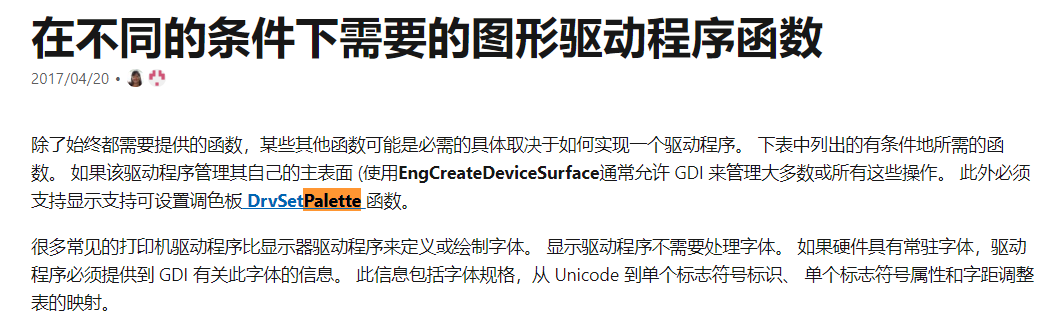 在不同的条件下需要的图形驱动程序函数
2017/04/20 •
除了始终都需要提供的函数，某些其他函数可能是必需的具体取决于如何实现一个驱动程序。 下表中列出的有条件地所需的函
数。 如果该驱动程序管理其自己的主表面 (使用EngCreateDeviceSurface通常允许 GDI 来管理大多数或所有这些操作。 此外必须
支持显示支持可设置调色板 DrvSetPalette 函数。
很多常见的打印机驱动程序比显示器驱动程序来定义或绘制字体。 显示驱动程序不需要处理字体。 如果硬件具有常驻字体，驱动
程序必须提供到 GDI 有关此字体的信息。 此信息包括字体规格，从 Unicode 到单个标志符号标识、 单个标志符号属性和字距调整
表的映射。